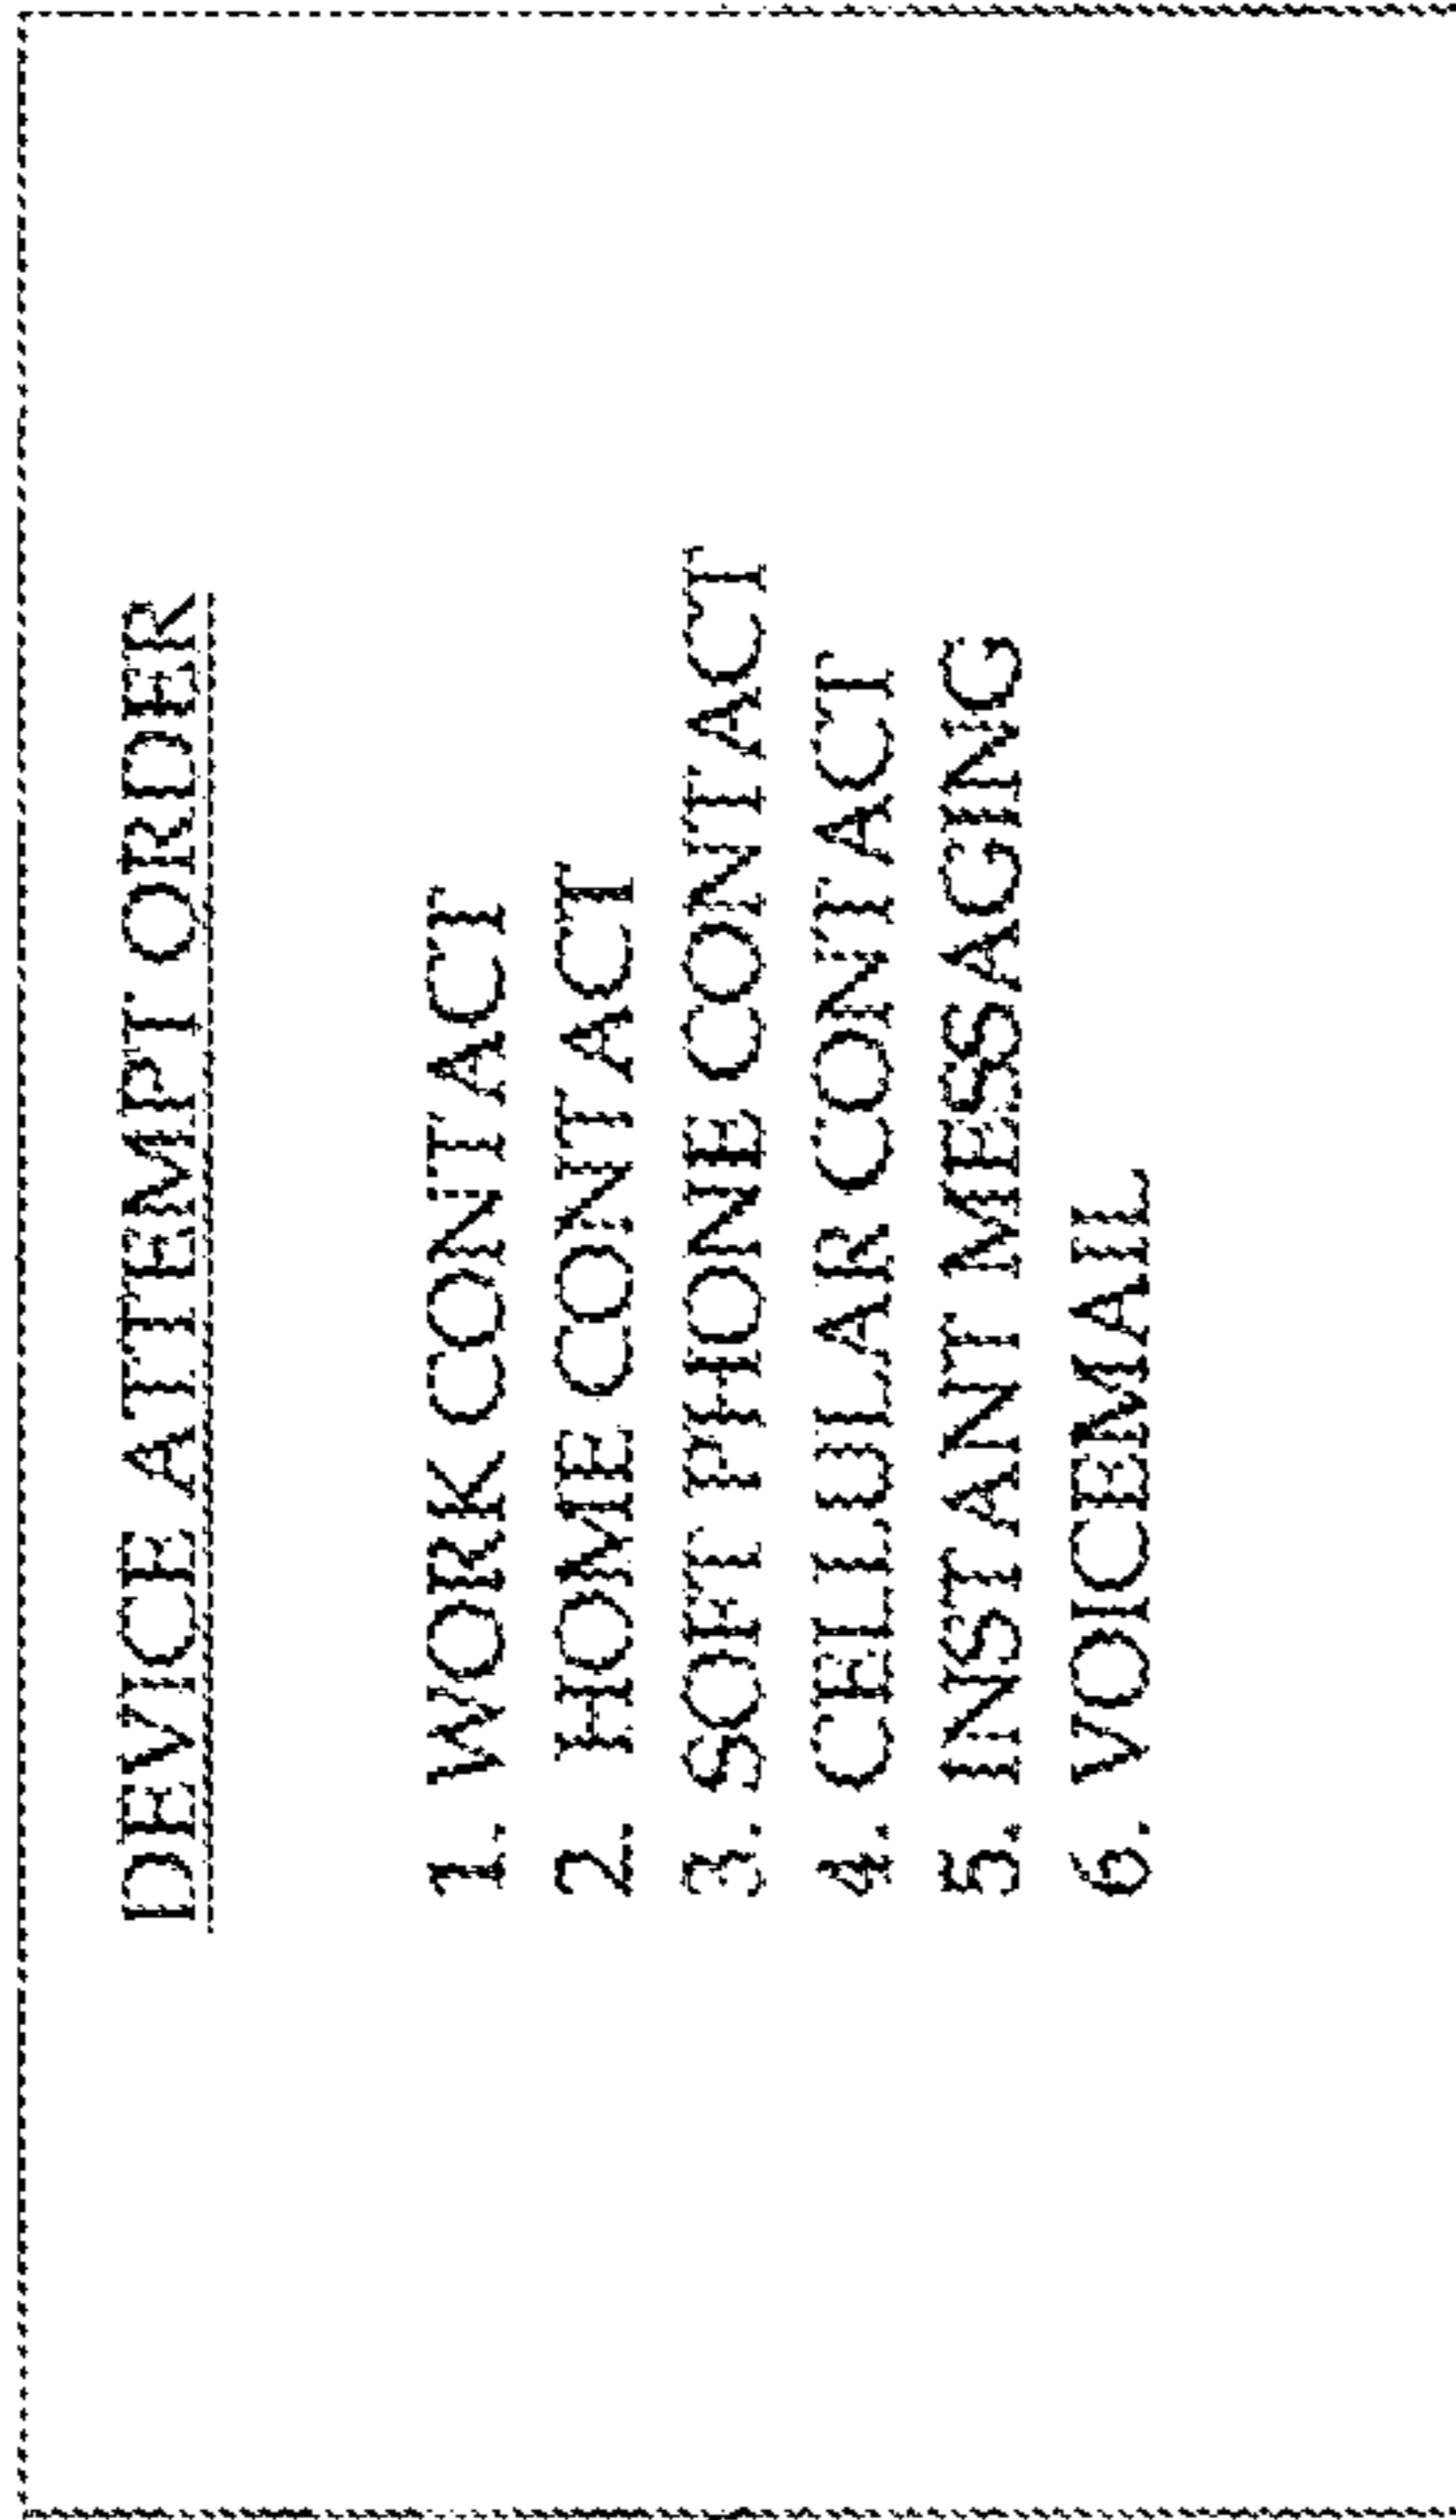 DEVICE ATTEMPT ORDER
1. WORK CONTACT
2. HOME CONTACT
3. SOFT PHONE CONTACT
4. CELLULAR CONTACT
5. INSTANT MESSAGING
6. VOICEMAIL